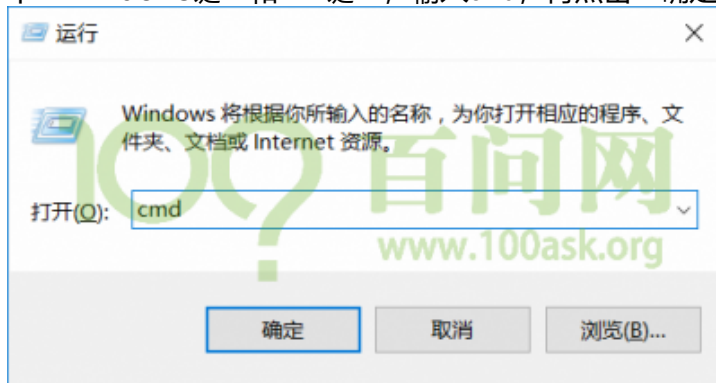 运行
Windows 将根据你所输入的名称，为你打开相应的程序、文
件夹、文档或 Internet 资源。
打开(O):
cmd
确定
取消
浏览(B)...
100?
百问网
www.100ask.org